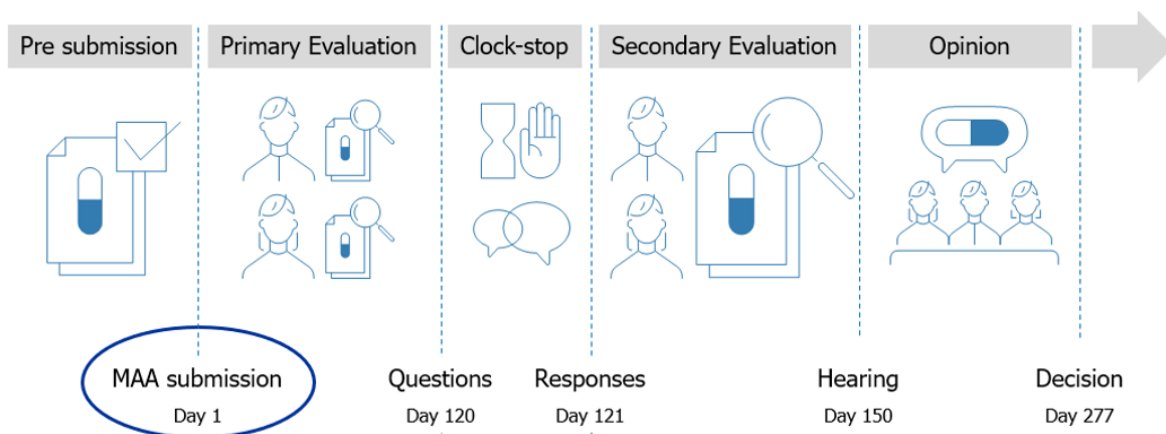 Pre submission
Primary Evaluation
Clock-stop
Secondary Evaluation
Opinion
MAA submission
Day 1
Questions
Day 120
Responses
Day 121
Hearing
Day 150
Decision
Day 277